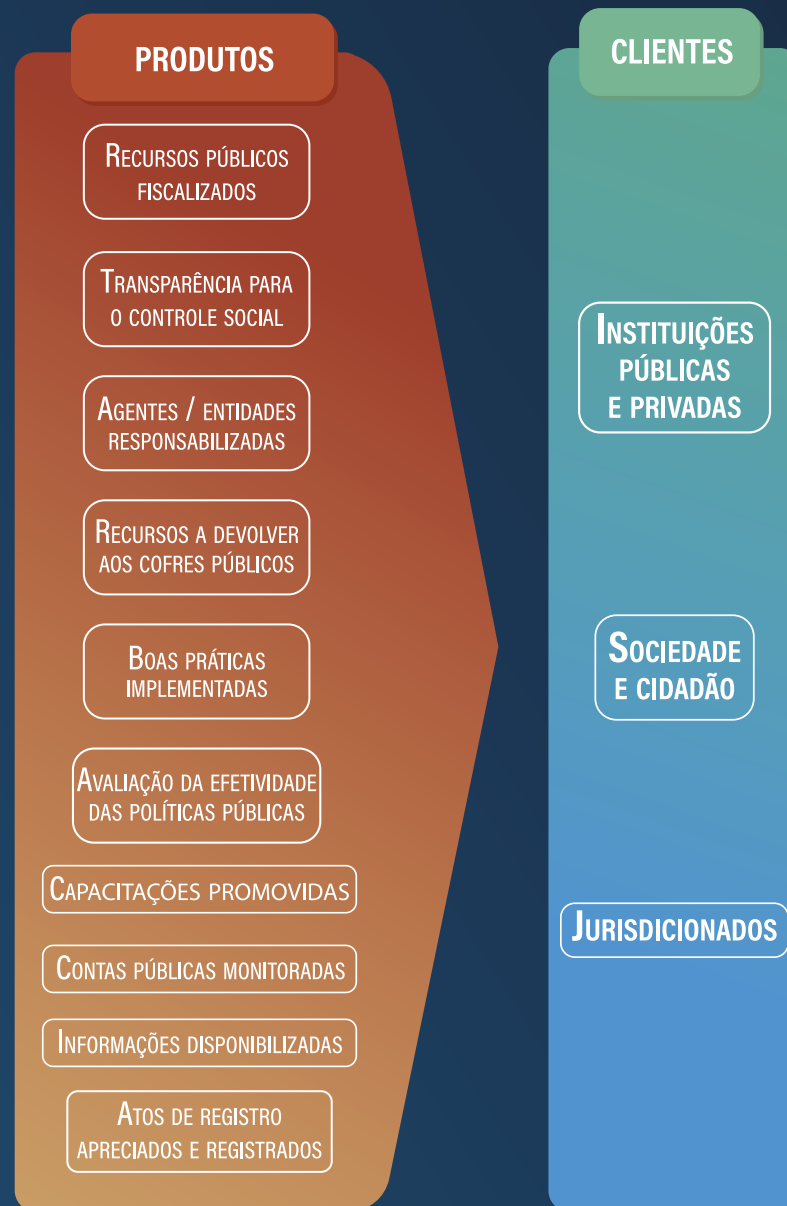 PRODUTOS
RECURSOS PÚBLICOS
FISCALIZADOS
TRANSPARÊNCIA PARA
O CONTROLE SOCIAL
AGENTES / ENTIDADES
RESPONSABILIZADAS
RECURSOS A DEVOLVER
AOS COFRES PÚBLICOS
BOAS PRÁTICAS
IMPLEMENTADAS
AVALIAÇÃO DA EFETIVIDADE
DAS POLÍTICAS PÚBLICAS
CAPACITAÇÕES PROMOVIDAS
CONTAS PÚBLICAS MONITORADAS
INFORMAÇÕES DISPONIBILIZADAS
ATOS DE REGISTRO
APRECIADOS E REGISTRADOS
CLIENTES
INSTITUIÇÕES
PÚBLICAS
E PRIVADAS
SOCIEDADE
E CIDADÃO
JURISDICIONADOS